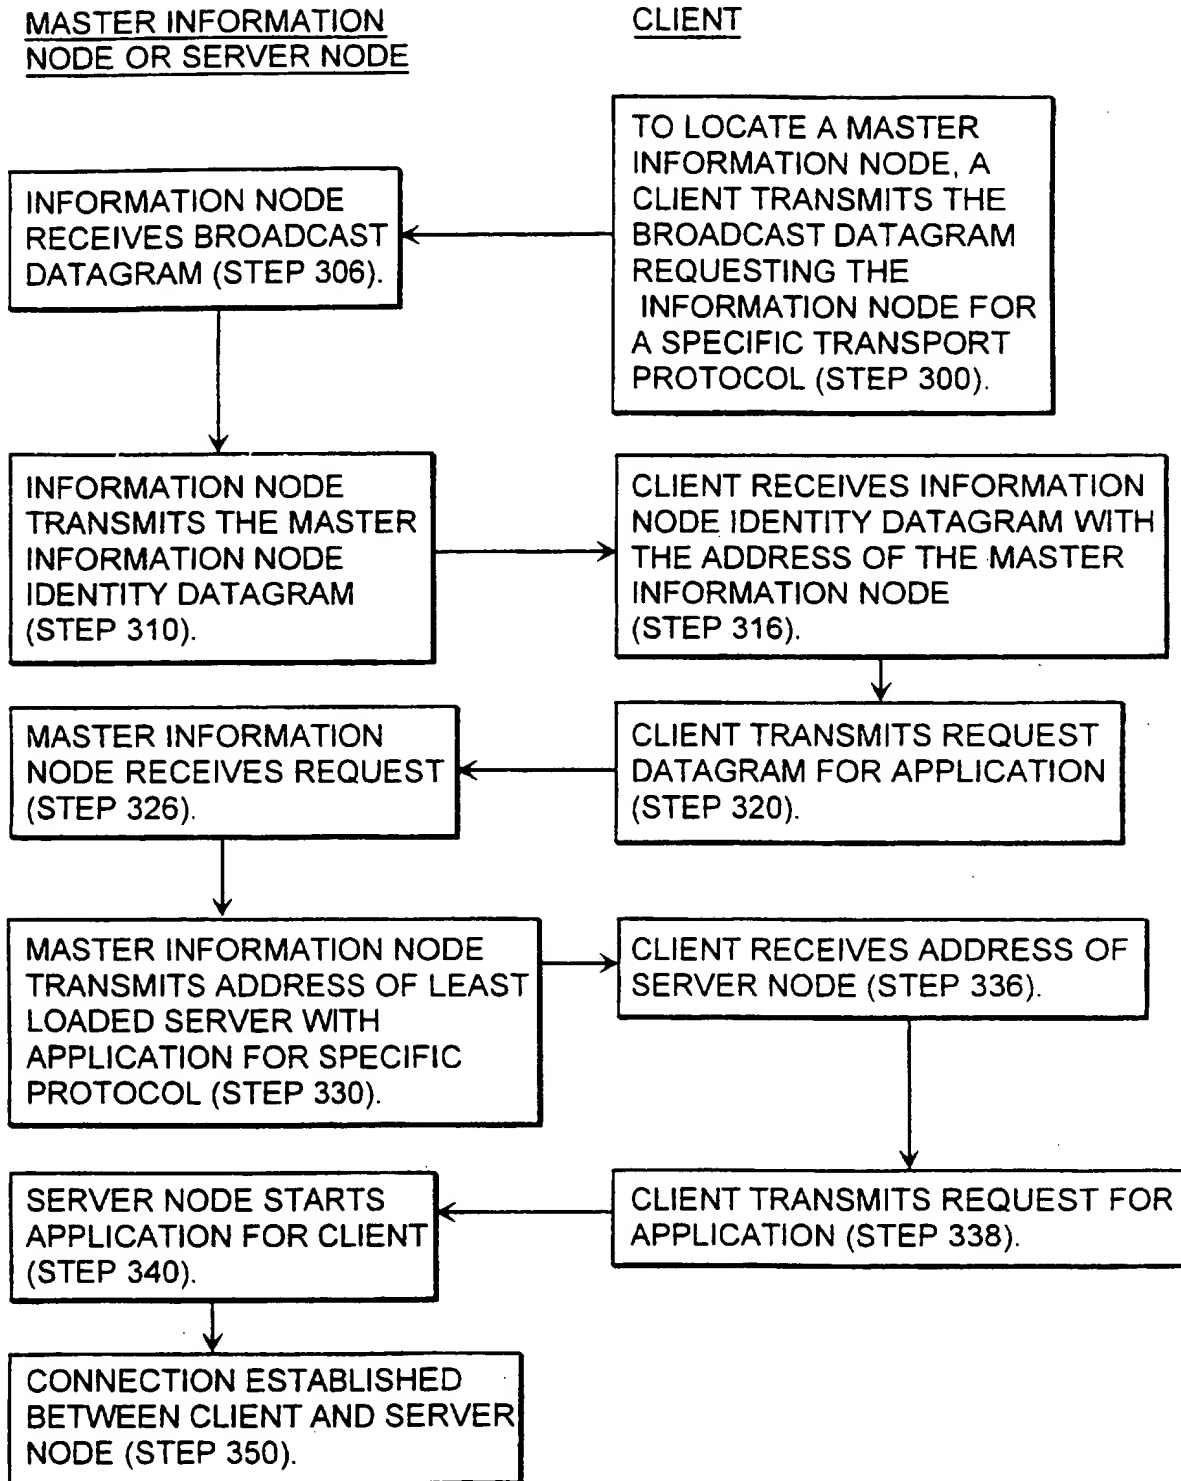 MASTER INFORMATION
NODE OR SERVER NODE
CLIENT
TO LOCATE A MASTER
INFORMATION NODE, A
CLIENT TRANSMITS THE
BROADCAST DATAGRAM
REQUESTING THE
INFORMATION NODE FOR
A SPECIFIC TRANSPORT
PROTOCOL (STEP 300).
INFORMATION NODE
RECEIVES BROADCAST
DATAGRAM (STEP 306).
INFORMATION NODE
TRANSMITS THE MASTER
INFORMATION NODE
IDENTITY DATAGRAM
(STEP 310).
CLIENT RECEIVES INFORMATION
NODE IDENTITY DATAGRAM WITH
THE ADDRESS OF THE MASTER
INFORMATION NODE
(STEP 316).
CLIENT TRANSMITS REQUEST
DATAGRAM FOR APPLICATION
(STEP 320).
MASTER INFORMATION
NODE RECEIVES REQUEST
(STEP 326).
MASTER INFORMATION NODE
TRANSMITS ADDRESS OF LEAST
LOADED SERVER WITH
APPLICATION FOR SPECIFIC
PROTOCOL (STEP 330).
CLIENT RECEIVES ADDRESS OF
SERVER NODE (STEP 336).
CLIENT TRANSMITS REQUEST FOR
APPLICATION (STEP 338).
SERVER NODE STARTS
APPLICATION FOR CLIENT
(STEP 340).
CONNECTION ESTABLISHED
BETWEEN CLIENT AND SERVER
NODE (STEP 350).